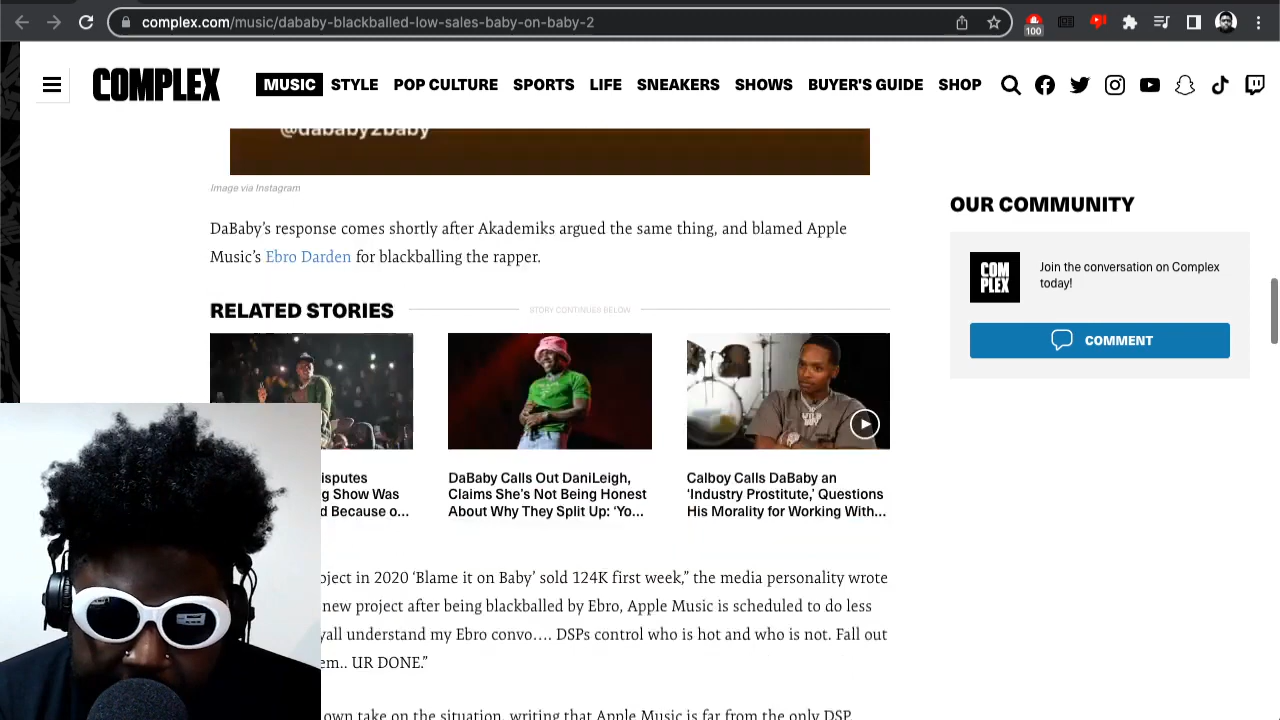 complex.com/music/dababy-blackballed-low-sales-baby-on-baby-2
100
COMPLEX
MUSIC STYLE POP CULTURE SPORTS LIFE SNEAKERS SHOWS BUYER'S GUIDE SHOP
@dababy2baby
Image via Instagram
DaBaby's response comes shortly after Akademiks argued the same thing, and blamed Apple
Music's Ebro Darden for blackballing the rapper.
RELATED STORIES
STORY CONTINUES BELOW
isputes
g Show Was
d Because o...
DaBaby Calls Out DaniLeigh,
Claims She's Not Being Honest
About Why They Split Up: 'Yo...
Calboy Calls DaBaby an
'Industry Prostitute,' Questions
His Morality for Working With...
oject in 2020 'Blame it on Baby' sold 124K first week," the media personality wrote
new project after being blackballed by Ebro, Apple Music is scheduled to do less
yall understand my Ebro convo.... DSPs control who is hot and who is not. Fall out
em.. UR DONE."
own take on the situation, writing that Apple Music is far from the only DSP
OUR COMMUNITY
COM
PLEX
Join the conversation on Complex
today!
COMMENT